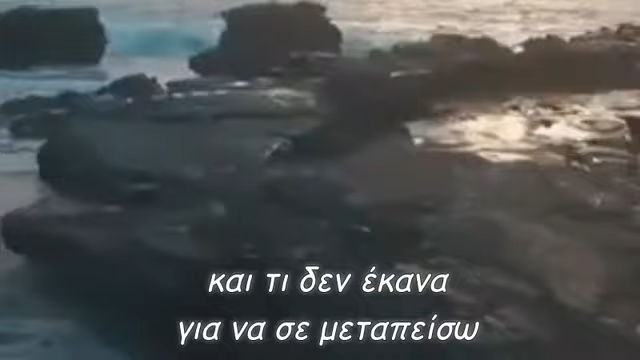 και τι δεν έκανα
για να σε μεταπείσω